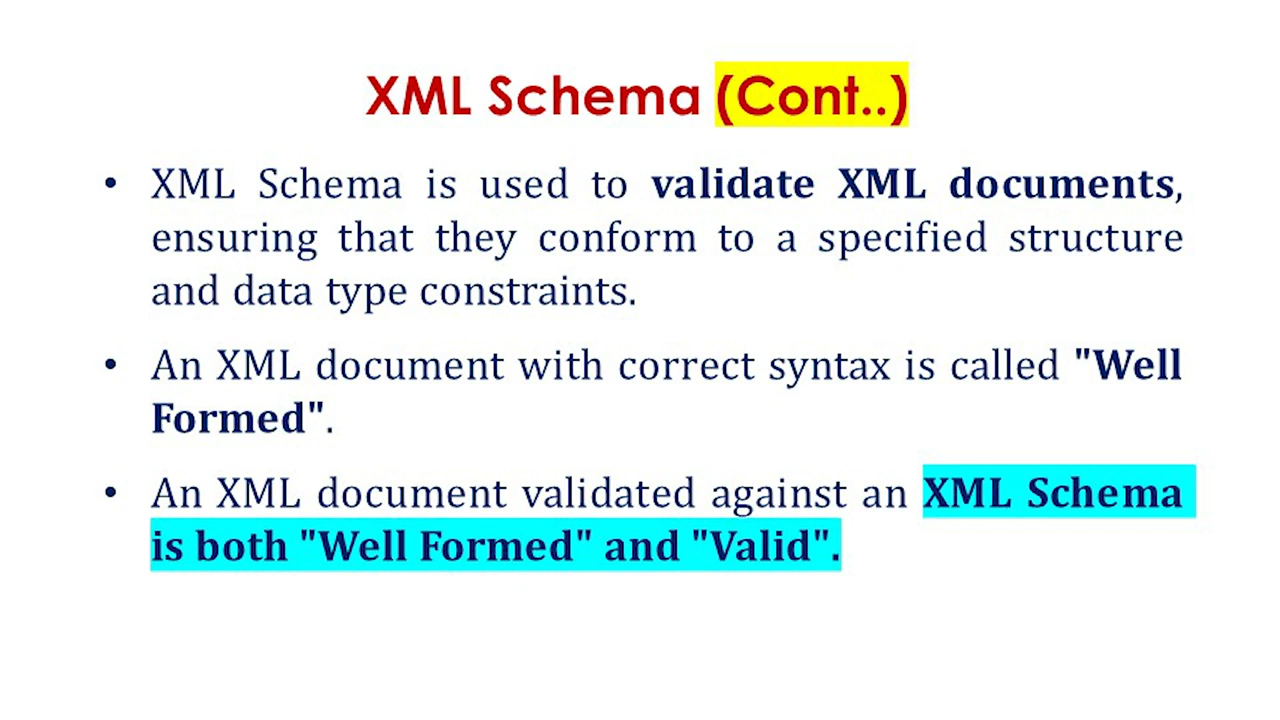 XML Schema (Cont..)
• XML Schema is used to validate XML documents,
ensuring that they conform to a specified structure
and data type constraints.
• An XML document with correct syntax is called "Well
Formed".
• An XML document validated against an XML Schema
is both "Well Formed" and "Valid".